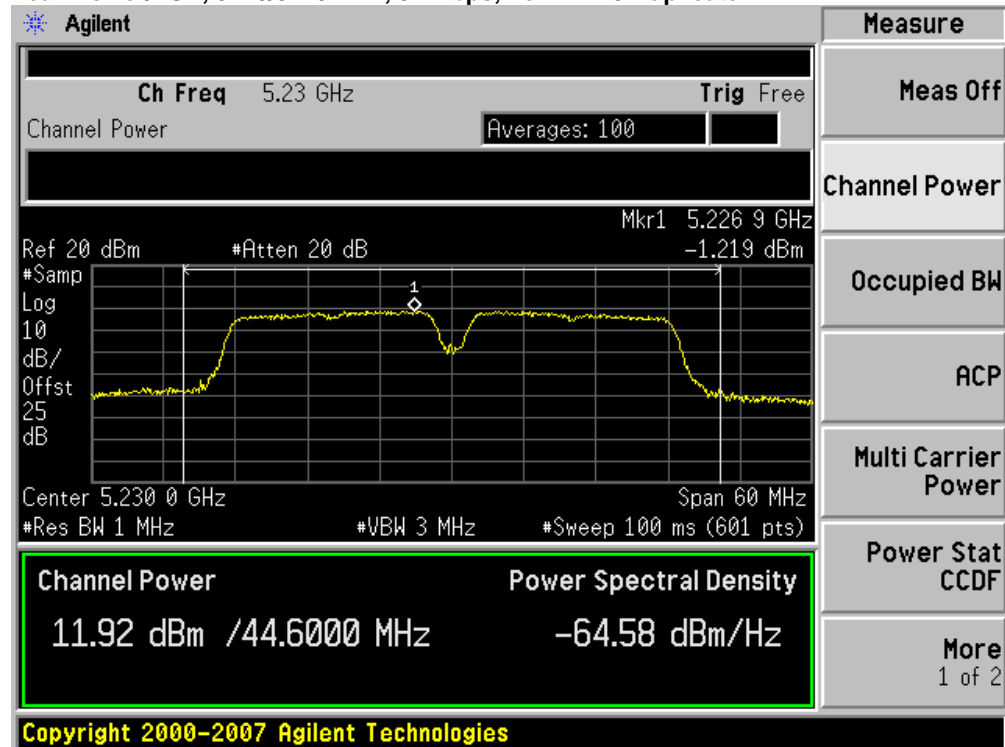 Agilent
Measure
Ch Freq 5.23 GHz
Trig Free
Meas Off
Channel Power
Averages: 100
Channel Power
Mkr1 5.226 9 GHz
Ref 20 dBm
#Atten 20 dB
-1.219 dBm
#Samp
Log
10
dB/
Offst
25
dB
1
Occupied BW
ACP
Multi Carrier
Power
Center 5.230 0 GHz
Span 60 MHz
#Res BW 1 MHz
#VBW 3 MHz
#Sweep 100 ms (601 pts)
Power Stat
CCDF
Channel Power
Power Spectral Density
11.92 dBm /44.6000 MHz
-64.58 dBm/Hz
More
1 of 2
Copyright 2000-2007 Agilent Technologies